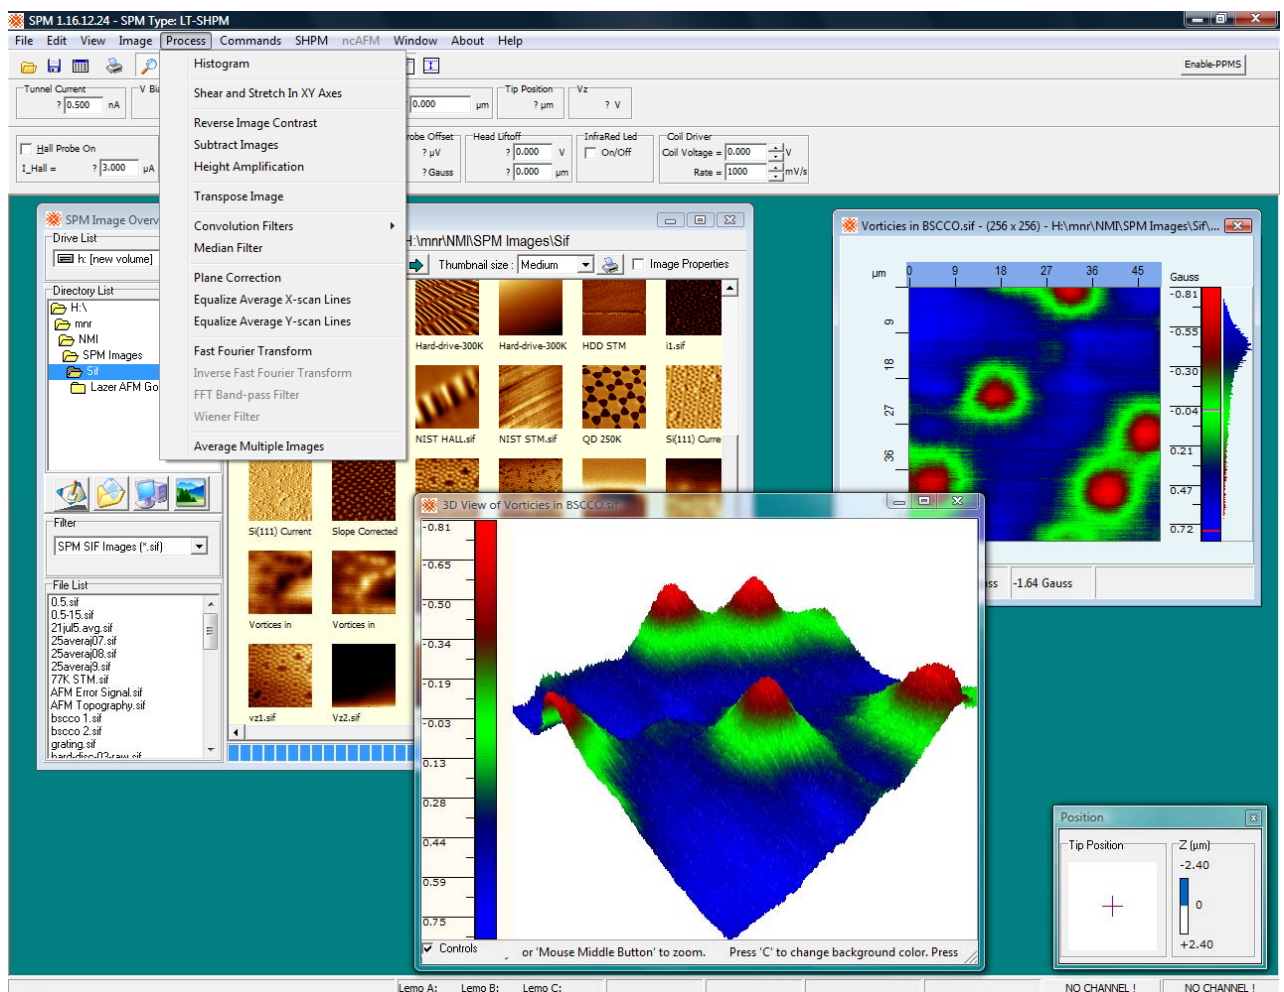 SPM 1.16.12.24 - SPM Type: LT-SHPM
File Edit View Image Process Commands SHPM ncAFM Window About Help
Enable-PPMS
Tunnel Current
? 0.500 nA
V Bi
0.000 µm
Tip Position
? µm
Vz
? V
Hall Probe On
I_Hall = ? 3.000 µA
robe Offset
? µV
? Gauss
Head Liftoff
? 0.000 V
? 0.000 µm
InfraRed Led
On/Off
Coil Driver
Coil Voltage = 0.000 V
Rate = 1000 mV/s
Histogram
Shear and Stretch In XY Axes
Reverse Image Contrast
Subtract Images
Height Amplification
Transpose Image
Convolution Filters
Median Filter
Plane Correction
Equalize Average X-scan Lines
Equalize Average Y-scan Lines
Fast Fourier Transform
Inverse Fast Fourier Transform
FFT Band-pass Filter
Wiener Filter
Average Multiple Images
SPM Image Overv
Drive List
h: [new volume]
Directory List
H:\
mnr
NMI
SPM Images
Sif
Lazer AFM Go
Filter
SPM SIF Images (*.sif)
File List
0.5.sif
0.5-15.sif
21jul5.avg.sif
25averaj07.sif
25averaj08.sif
25averaj9.sif
77K STM.sif
AFM Error Signal.sif
AFM Topography.sif
bscco 1.sif
bscco 2.sif
grating.sif
hard-disc-03-raw.sif
H:\mnr\NMI\SPM Images\Sif
Thumbnail size : Medium Image Properties
Hard-drive-300K Hard-drive-300K HDD STM i1.sif
NIST HALL.sif NIST STM.sif QD 250K Si(111) Curre
Si(111) Current Slope Corrected
Vortices in Vortices in
vz1.sif Vz2.sif
Vorticies in BSCCO.sif - (256 x 256) - H:\mnr\NMI\SPM Images\Sif\...
µm 0 9 18 27 36 45 Gauss
9
18
27
36
-0.81
-0.55
-0.30
-0.04
0.21
0.47
0.72
uss -1.64 Gauss
3D View of Vorticies in BSCCO.sif
-0.81
-0.65
-0.50
-0.34
-0.19
-0.03
0.13
0.28
0.44
0.59
0.75
Controls or 'Mouse Middle Button' to zoom. Press 'C' to change background color. Press
Position
Tip Position
Z (µm)
-2.40
0
+2.40
Lemo A: Lemo B: Lemo C: NO CHANNEL ! NO CHANNEL !